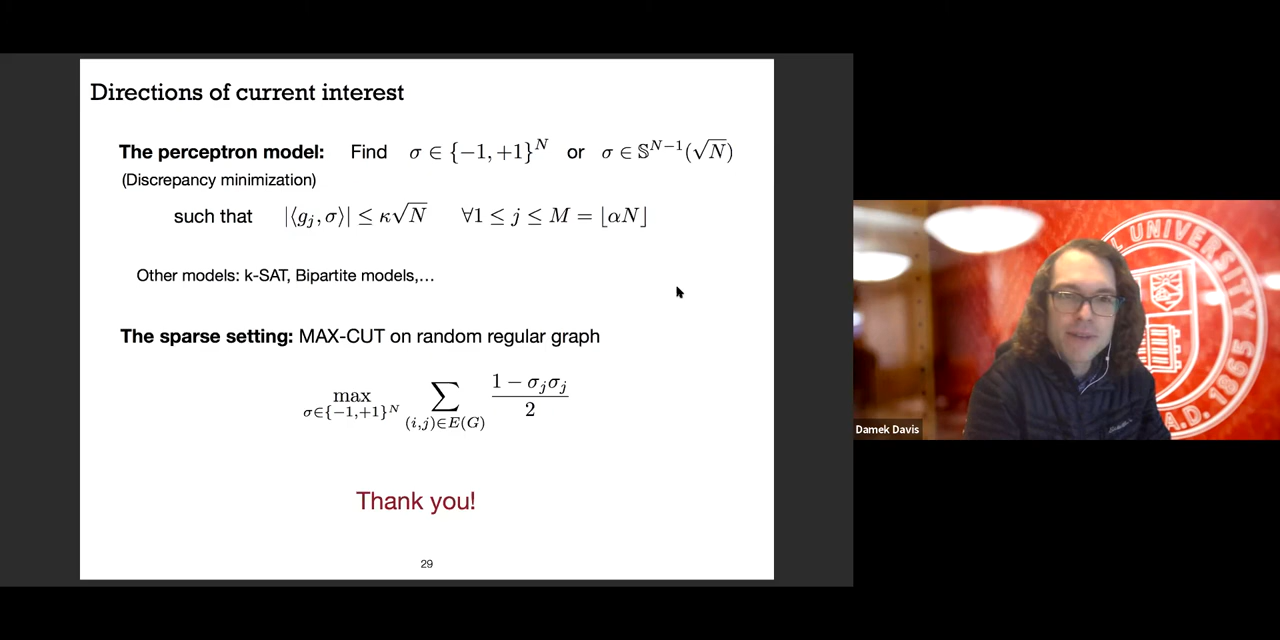 Directions of current interest
The perceptron model: Find σ ∈ {−1, +1}^N or σ ∈ 𝕊^{N−1}(√N)
(Discrepancy minimization)
such that |⟨g_j, σ⟩| ≤ κ√N ∀1 ≤ j ≤ M = ⌊αN⌋
Other models: k-SAT, Bipartite models,...
The sparse setting: MAX-CUT on random regular graph
max_{σ∈{−1,+1}^N} ∑_{(i,j)∈E(G)} (1 − σ_jσ_j)/2
Thank you!
29
UNIVERSITY
A.D. 1865
Damek Davis